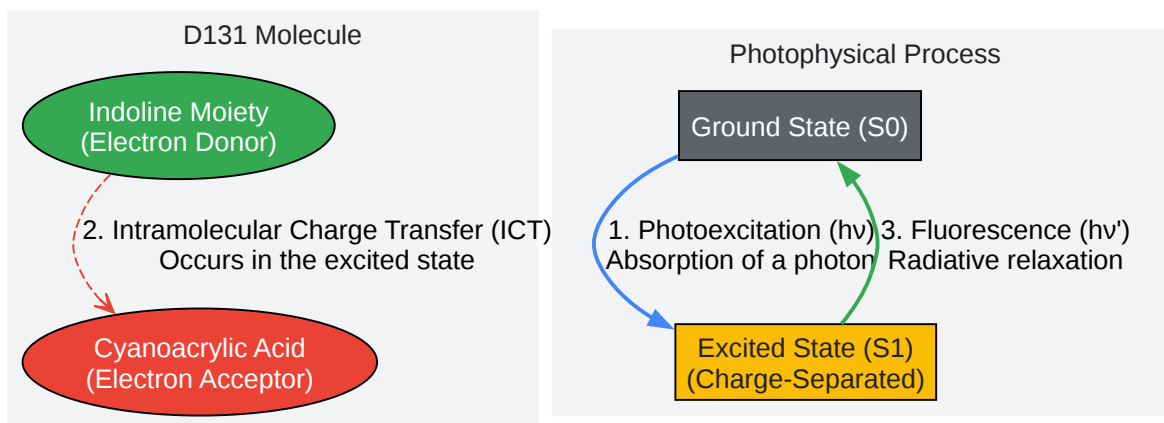 D131 Molecule
Indoline Moiety
(Electron Donor)
2. Intramolecular Charge Transfer (ICT)
Occurs in the excited state
Cyanoacrylic Acid
(Electron Acceptor)
Photophysical Process
Ground State (S0)
1. Photoexcitation (hν)
Absorption of a photon
3. Fluorescence (hν')
Radiative relaxation
Excited State (S1)
(Charge-Separated)